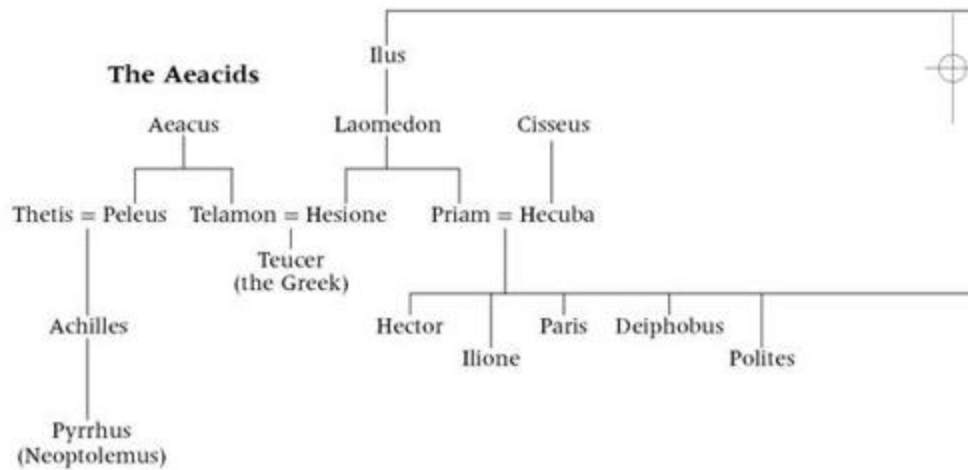 Ilus
The Aeacids
Aeacus Laomedon Cisseus
Thetis = Peleus Telamon = Hesione Priam = Hecuba
Teucer
(the Greek)
Hector Paris Deiphobus
Ilione Polites
Achilles
Pyrrhus
(Neoptolemus)